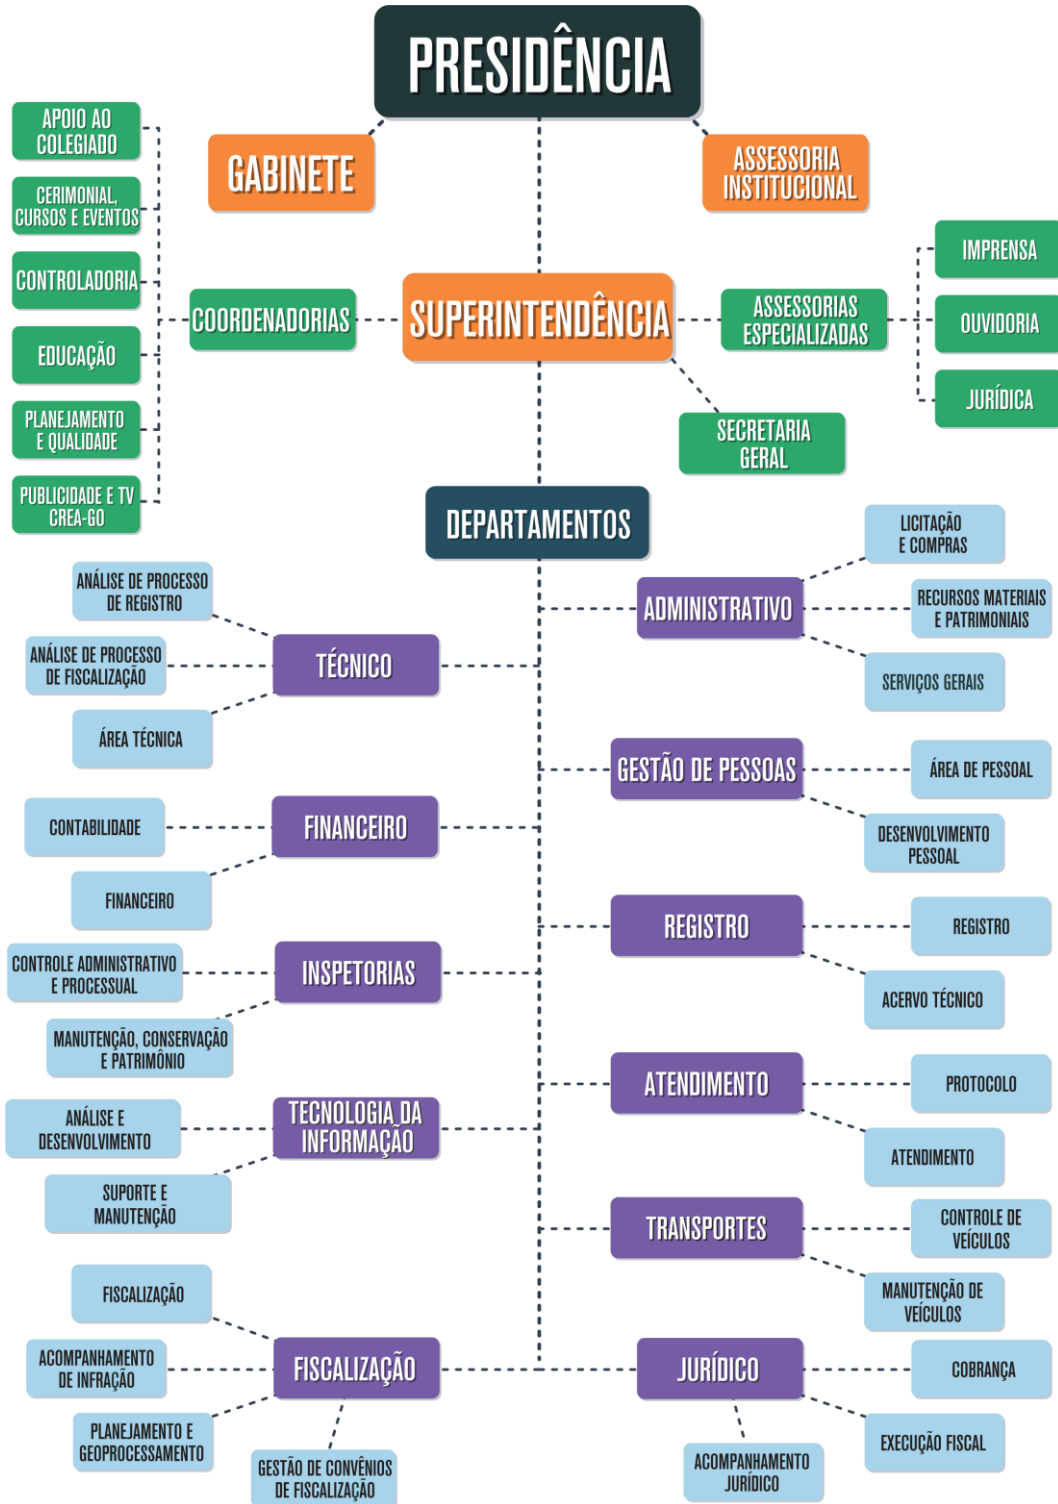 PRESIDÊNCIA
GABINETE
ASSESSORIA
INSTITUCIONAL
APOIO AO
COLEGIADO
CERIMONIAL,
CURSOS E EVENTOS
CONTROLADORIA
EDUCAÇÃO
PLANEJAMENTO
E QUALIDADE
PUBLICIDADE E TV
CREA-GO
COORDENADORIAS
SUPERINTENDÊNCIA
ASSESSORIAS
ESPECIALIZADAS
IMPRENSA
OUVIDORIA
JURÍDICA
SECRETARIA
GERAL
DEPARTAMENTOS
ANÁLISE DE PROCESSO
DE REGISTRO
ANÁLISE DE PROCESSO
DE FISCALIZAÇÃO
ÁREA TÉCNICA
TÉCNICO
ADMINISTRATIVO
LICITAÇÃO
E COMPRAS
RECURSOS MATERIAIS
E PATRIMONIAIS
SERVIÇOS GERAIS
GESTÃO DE PESSOAS
ÁREA DE PESSOAL
DESENVOLVIMENTO
PESSOAL
CONTABILIDADE
FINANCEIRO
FINANCEIRO
REGISTRO
REGISTRO
ACERVO TÉCNICO
CONTROLE ADMINISTRATIVO
E PROCESSUAL
MANUTENÇÃO, CONSERVAÇÃO
E PATRIMÔNIO
INSPETORIAS
ATENDIMENTO
PROTOCOLO
ATENDIMENTO
ANÁLISE E
DESENVOLVIMENTO
SUPORTE E
MANUTENÇÃO
TECNOLOGIA DA
INFORMAÇÃO
TRANSPORTES
CONTROLE DE
VEÍCULOS
MANUTENÇÃO DE
VEÍCULOS
FISCALIZAÇÃO
ACOMPANHAMENTO
DE INFRAÇÃO
PLANEJAMENTO E
GEOPROCESSAMENTO
FISCALIZAÇÃO
GESTÃO DE CONVÊNIOS
DE FISCALIZAÇÃO
JURÍDICO
COBRANÇA
EXECUÇÃO FISCAL
ACOMPANHAMENTO
JURÍDICO